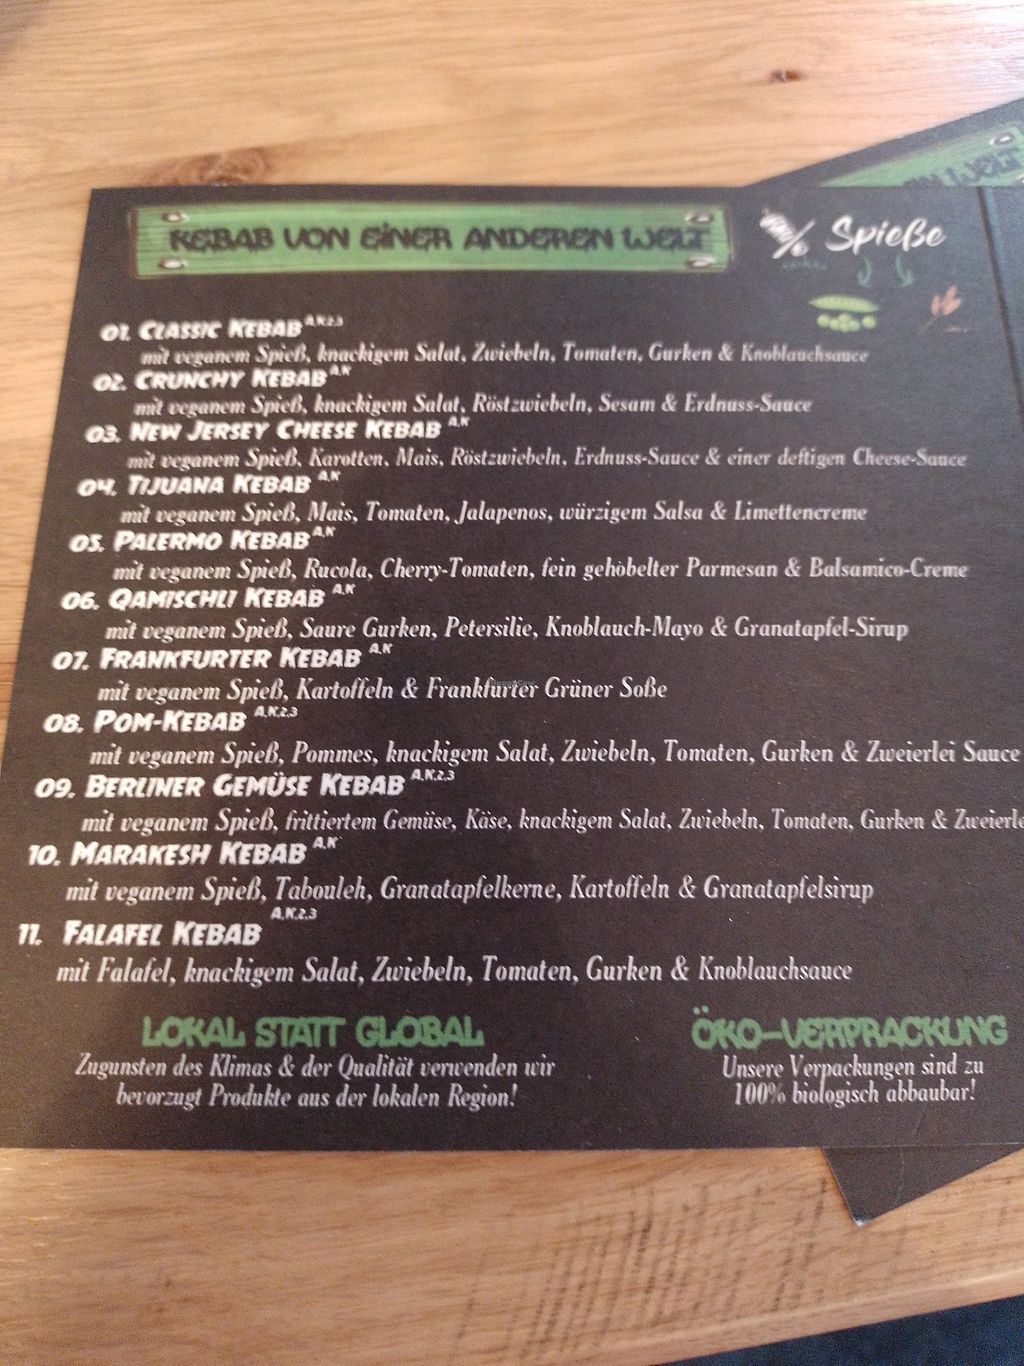 KEBAB VON EINER ANDEREN WELT
Spieße
01. CLASSIC KEBAB A,K,2,3
mit veganem Spieß, knackigem Salat, Zwiebeln, Tomaten, Gurken & Knoblauchsauce
02. CRUNCHY KEBAB A,K
mit veganem Spieß, knackigem Salat, Röstzwiebeln, Sesam & Erdnuss-Sauce
03. NEW JERSEY CHEESE KEBAB A,K
mit veganem Spieß, Karotten, Mais, Röstzwiebeln, Erdnuss-Sauce & einer deftigen Cheese-Sauce
04. TIJUANA KEBAB A,K
mit veganem Spieß, Mais, Tomaten, Jalapenos, würzigem Salsa & Limettencreme
05. PALERMO KEBAB A,K
mit veganem Spieß, Rucola, Cherry-Tomaten, fein gehobelter Parmesan & Balsamico-Creme
06. QAMISCHLI KEBAB A,K
mit veganem Spieß, Saure Gurken, Petersilie, Knoblauch-Mayo & Granatapfel-Sirup
07. FRANKFURTER KEBAB A,K
mit veganem Spieß, Kartoffeln & Frankfurter Grüner Soße
08. POM-KEBAB A,K,2,3
mit veganem Spieß, Pommes, knackigem Salat, Zwiebeln, Tomaten, Gurken & Zweierlei Sauce
09. BERLINER GEMÜSE KEBAB A,K,2,3
mit veganem Spieß, frittiertem Gemüse, Käse, knackigem Salat, Zwiebeln, Tomaten, Gurken & Zweierle
10. MARAKESH KEBAB A,K
mit veganem Spieß, Tabouleh, Granatapfelkerne, Kartoffeln & Granatapfelsirup
11. FALAFEL KEBAB A,K,2,3
mit Falafel, knackigem Salat, Zwiebeln, Tomaten, Gurken & Knoblauchsauce
LOKAL STATT GLOBAL
Zugunsten des Klimas & der Qualität verwenden wir
bevorzugt Produkte aus der lokalen Region!
ÖKO-VERPRACKUNG
Unsere Verpackungen sind zu
100% biologisch abbaubar!